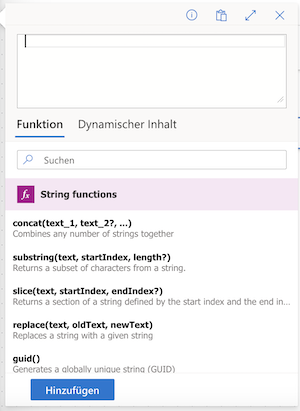 Funktion Dynamischer Inhalt
Suchen
fx String functions
concat(text_1, text_2?, ...)
Combines any number of strings together
substring(text, startIndex, length?)
Returns a subset of characters from a string.
slice(text, startIndex, endIndex?)
Returns a section of a string defined by the start index and the end in...
replace(text, oldText, newText)
Replaces a string with a given string
guid()
Generates a globally unique string (GUID)
Hinzufügen